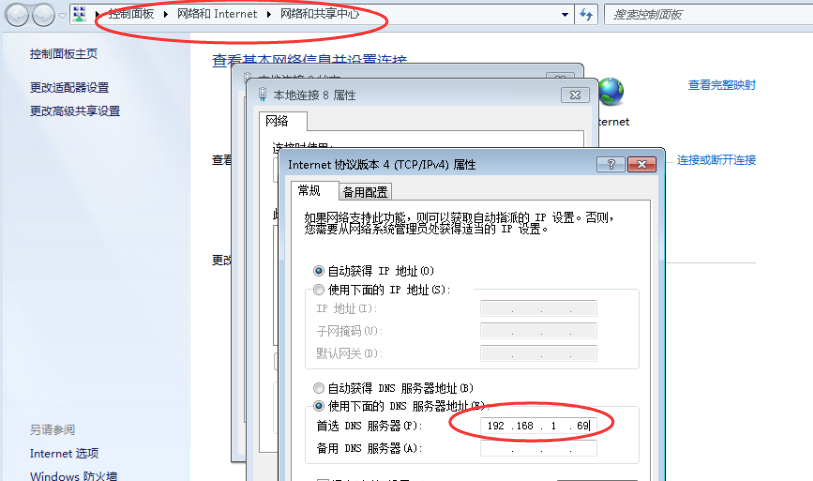 控制面板 ▸ 网络和 Internet ▸ 网络和共享中心
搜索控制面板
控制面板主页
更改适配器设置
更改高级共享设置
查看基本网络信息并设置连接
查看完整映射
本地连接 8 属性
网络
ternet
查看
连接或断开连接
Internet 协议版本 4 (TCP/IPv4) 属性
常规
备用配置
如果网络支持此功能，则可以获取自动指派的 IP 设置。否则，
您需要从网络系统管理员处获得适当的 IP 设置。
更改
自动获得 IP 地址(O)
使用下面的 IP 地址(S):
IP 地址(I):
子网掩码(U):
默认网关(D):
自动获得 DNS 服务器地址(B)
使用下面的 DNS 服务器地址(E):
首选 DNS 服务器(P): 192 .168 . 1 . 69
备用 DNS 服务器(A):
另请参阅
Internet 选项
Windows 防火墙